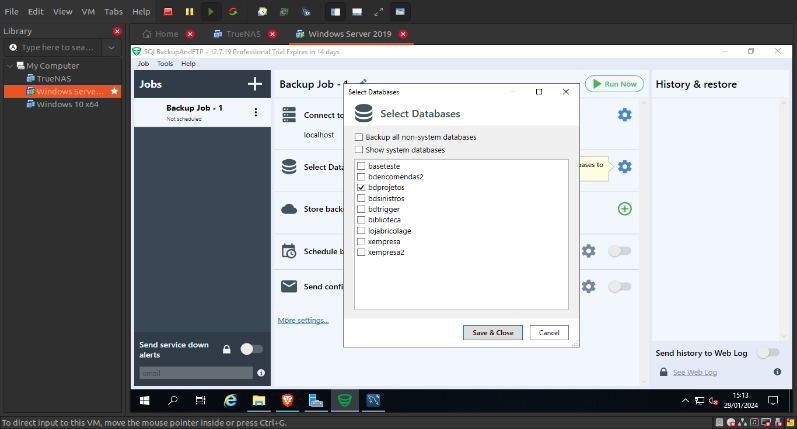 File Edit View VM Tabs Help
Library
Type here to sea...
My Computer
TrueNAS
Windows Serve...
Windows 10 x64
Home TrueNAS Windows Server 2019
SQLBackupAndFTP - 12.7.19 Professional Trial Expires in 14 days
Job Tools Help
Jobs
Backup Job - 1
Not scheduled
Send service down
alerts
email
Backup Job - 1
Run Now
Connect to
localhost
Select Data
bases to
Store back
Schedule b
Send confi
More settings...
Select Databases
Select Databases
Backup all non-system databases
Show system databases
baseteste
bdencomendas2
bdprojetos
bdsinistros
bdtrigger
biblioteca
lojabricolage
xempresa
xempresa2
Save & Close Cancel
History & restore
Send history to Web Log
See Web Log
15:13
29/01/2024
To direct input to this VM, move the mouse pointer inside or press Ctrl+G.